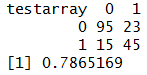 testarray 0 1
0 95 23
1 15 45
[1] 0.7865169